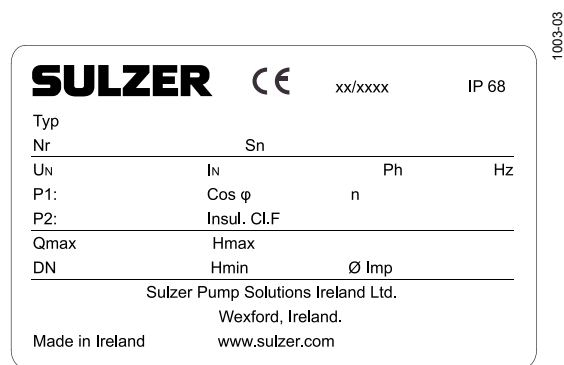 1003-03
SULZER CE xx/xxxx IP 68
Typ
Nr Sn
UN IN Ph Hz
P1: Cos φ n
P2: Insul. Cl.F
Qmax Hmax
DN Hmin Ø Imp
Sulzer Pump Solutions Ireland Ltd.
Wexford, Ireland.
Made in Ireland www.sulzer.com